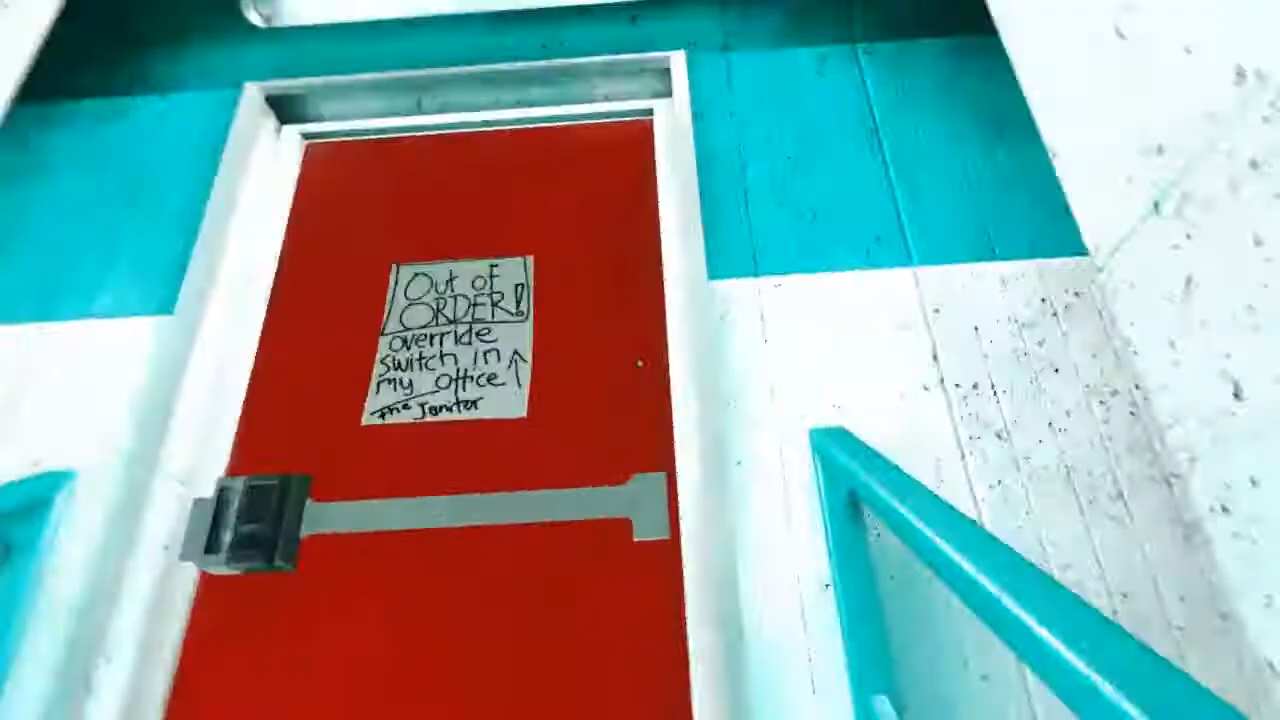 Out of
ORDER!
override
switch in
my office
The Janitor